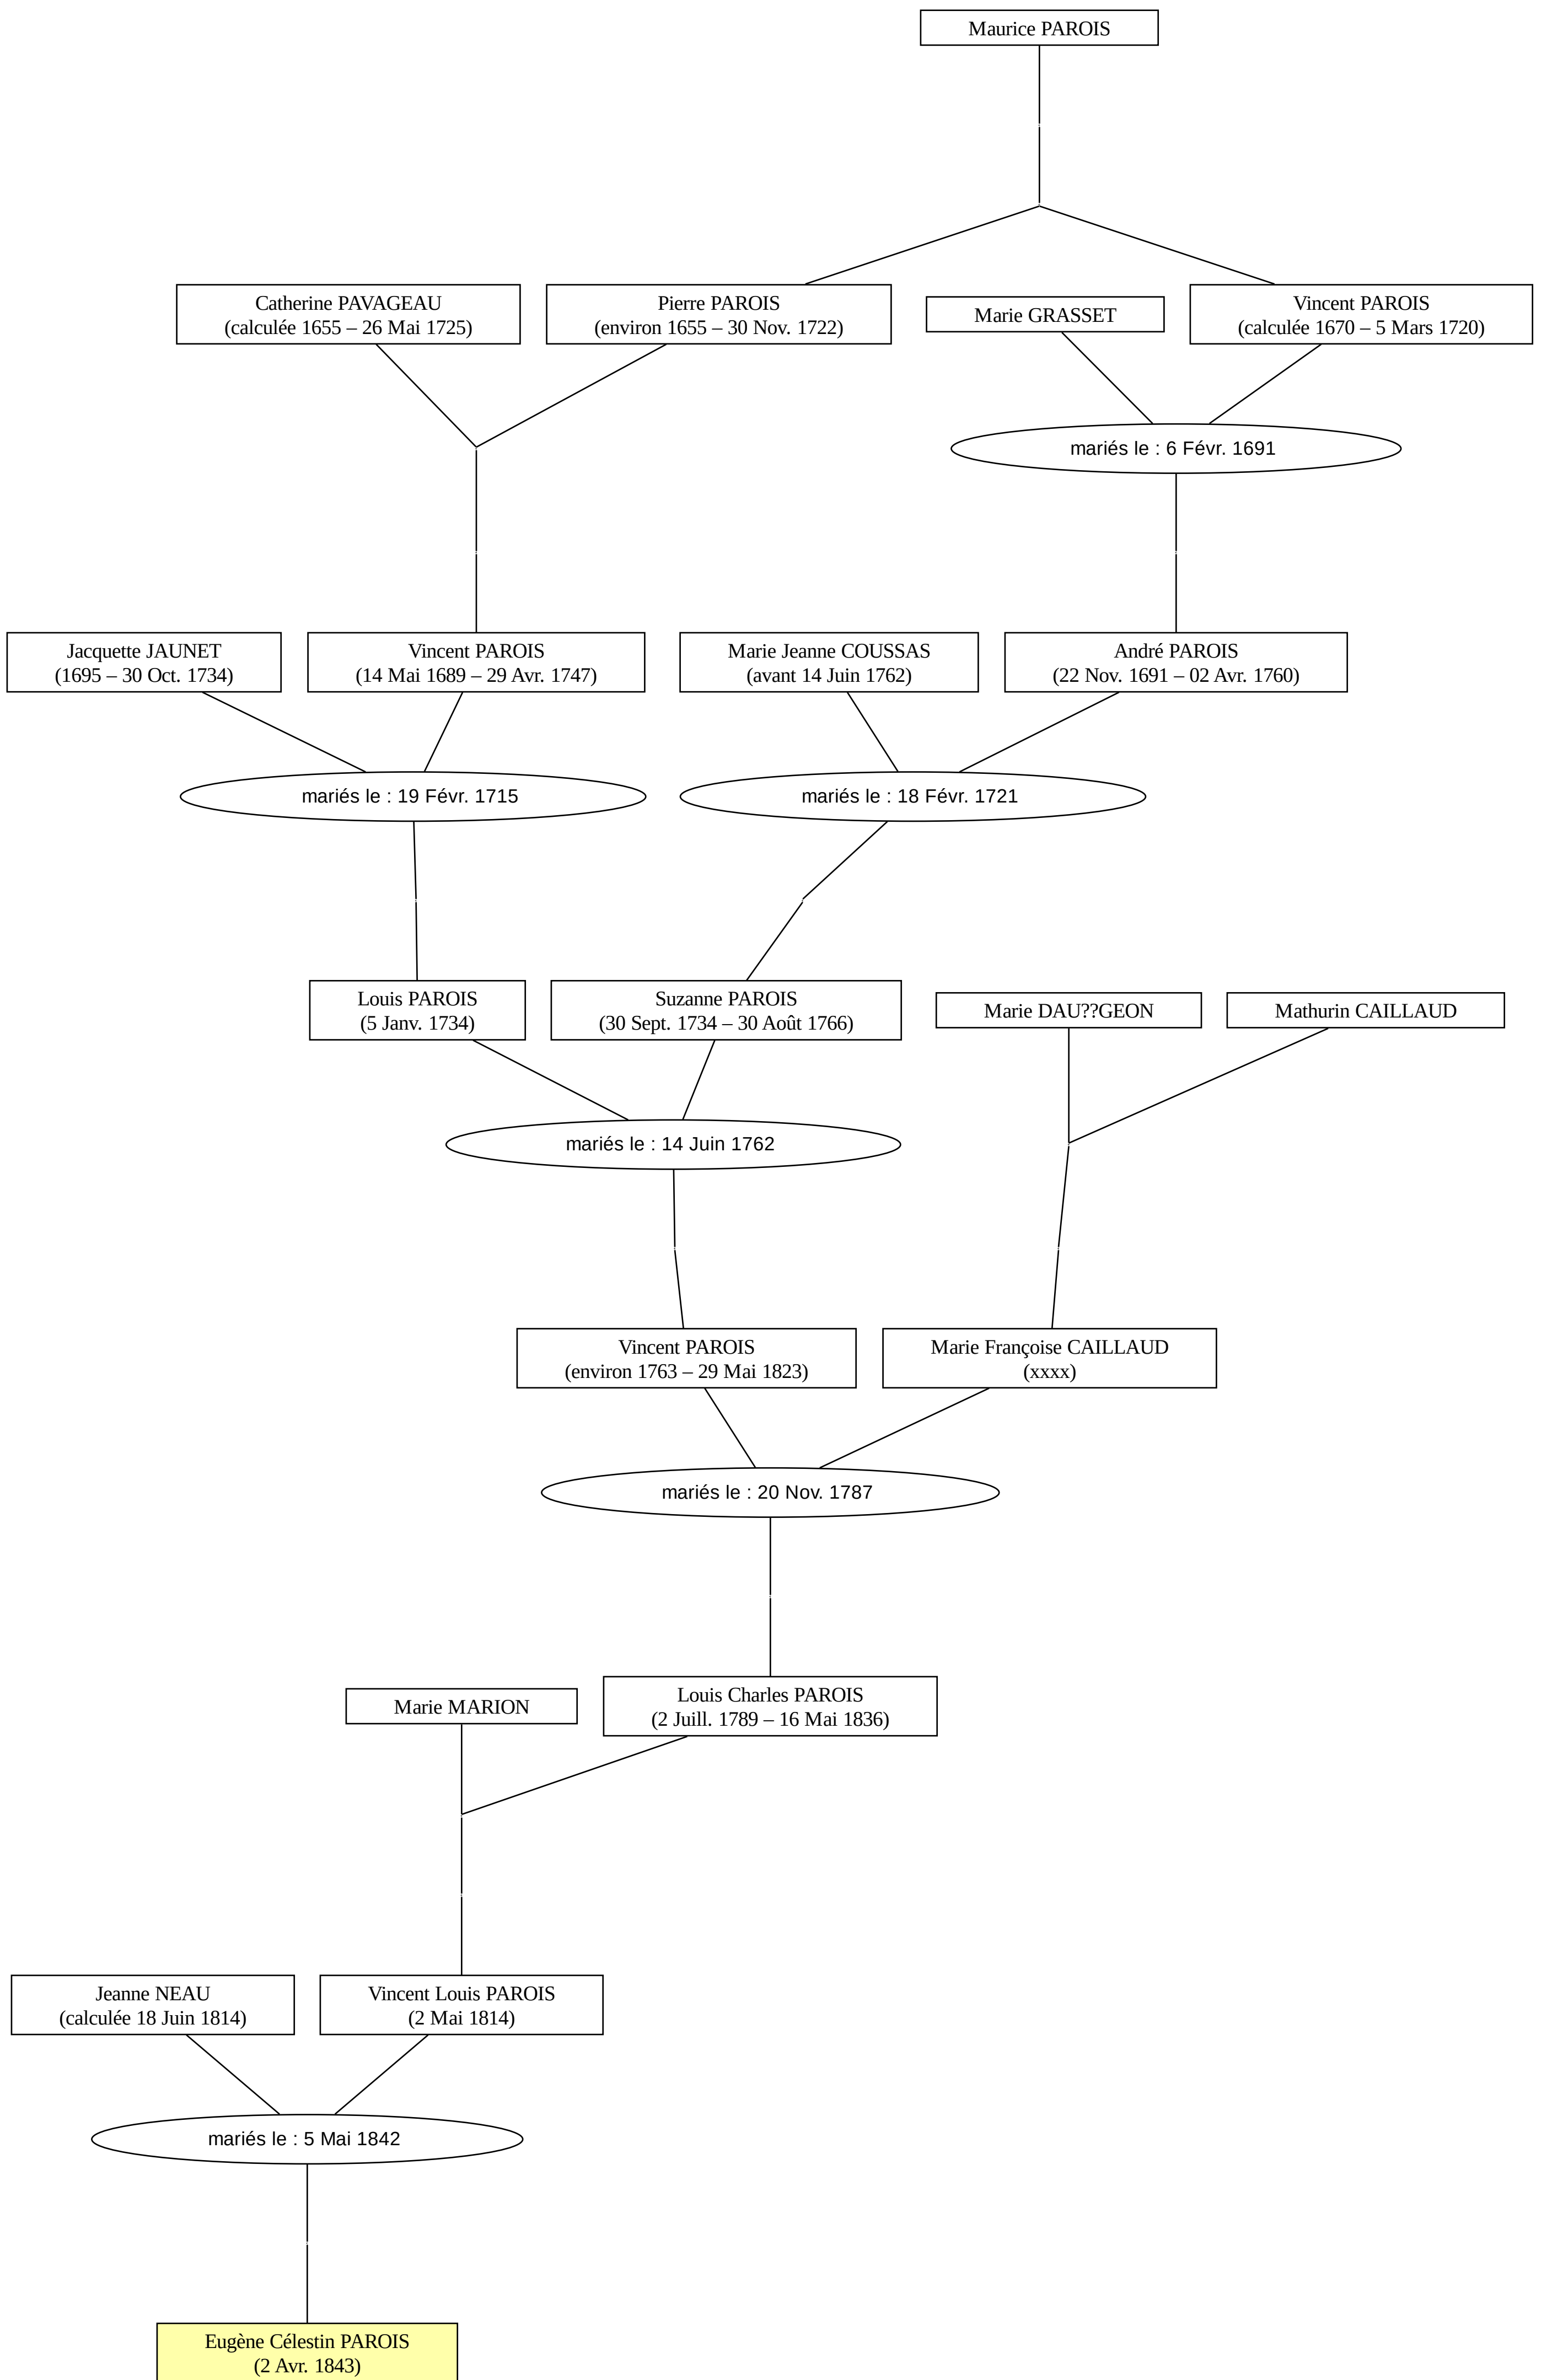 Maurice PAROIS
Catherine PAVAGEAU
(calculée 1655 – 26 Mai 1725)
Pierre PAROIS
(environ 1655 – 30 Nov. 1722)
Marie GRASSET
Vincent PAROIS
(calculée 1670 – 5 Mars 1720)
mariés le : 6 Févr. 1691
Jacquette JAUNET
(1695 – 30 Oct. 1734)
Vincent PAROIS
(14 Mai 1689 – 29 Avr. 1747)
Marie Jeanne COUSSAS
(avant 14 Juin 1762)
André PAROIS
(22 Nov. 1691 – 02 Avr. 1760)
mariés le : 19 Févr. 1715
mariés le : 18 Févr. 1721
Louis PAROIS
(5 Janv. 1734)
Suzanne PAROIS
(30 Sept. 1734 – 30 Août 1766)
Marie DAU??GEON
Mathurin CAILLAUD
mariés le : 14 Juin 1762
Vincent PAROIS
(environ 1763 – 29 Mai 1823)
Marie Françoise CAILLAUD
(xxxx)
mariés le : 20 Nov. 1787
Marie MARION
Louis Charles PAROIS
(2 Juill. 1789 – 16 Mai 1836)
Jeanne NEAU
(calculée 18 Juin 1814)
Vincent Louis PAROIS
(2 Mai 1814)
mariés le : 5 Mai 1842
Eugène Célestin PAROIS
(2 Avr. 1843)